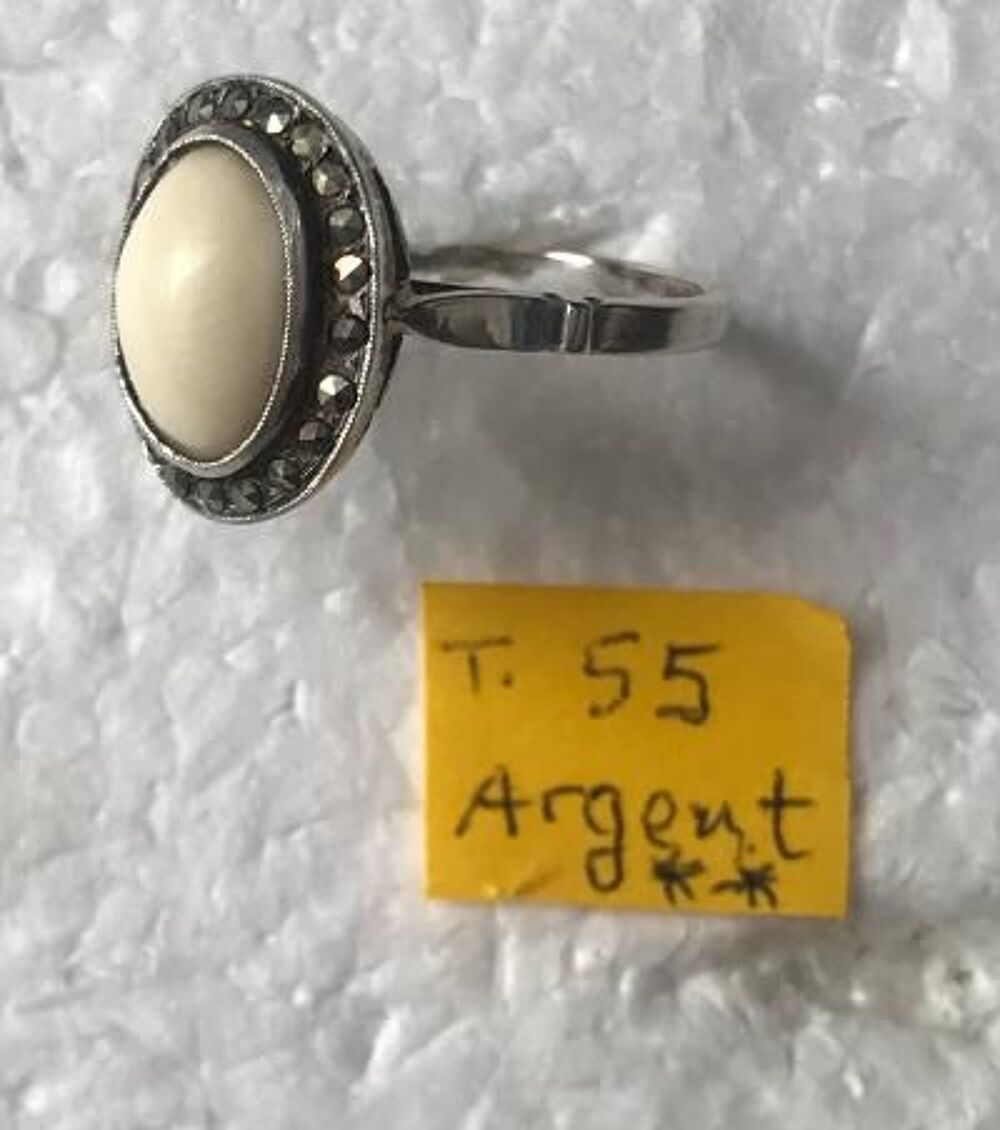 T. 55
Argent
**